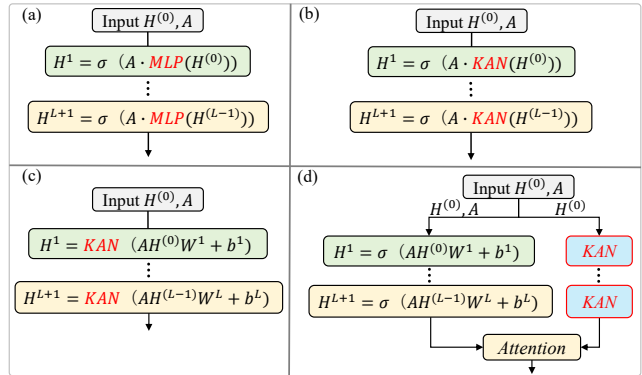 (a)
Input H^(0), A
H^1 = σ (A · MLP(H^(0)))
⋮
H^{L+1} = σ (A · MLP(H^(L−1)))
(b)
Input H^(0), A
H^1 = σ (A · KAN(H^(0)))
⋮
H^{L+1} = σ (A · KAN(H^(L−1)))
(c)
Input H^(0), A
H^1 = KAN (AH^(0)W^1 + b^1)
⋮
H^{L+1} = KAN (AH^(L−1)W^L + b^L)
(d)
Input H^(0), A
H^(0), A
H^(0)
H^1 = σ (AH^(0)W^1 + b^1)
KAN
⋮
⋮
H^{L+1} = σ (AH^(L−1)W^L + b^L)
KAN
Attention